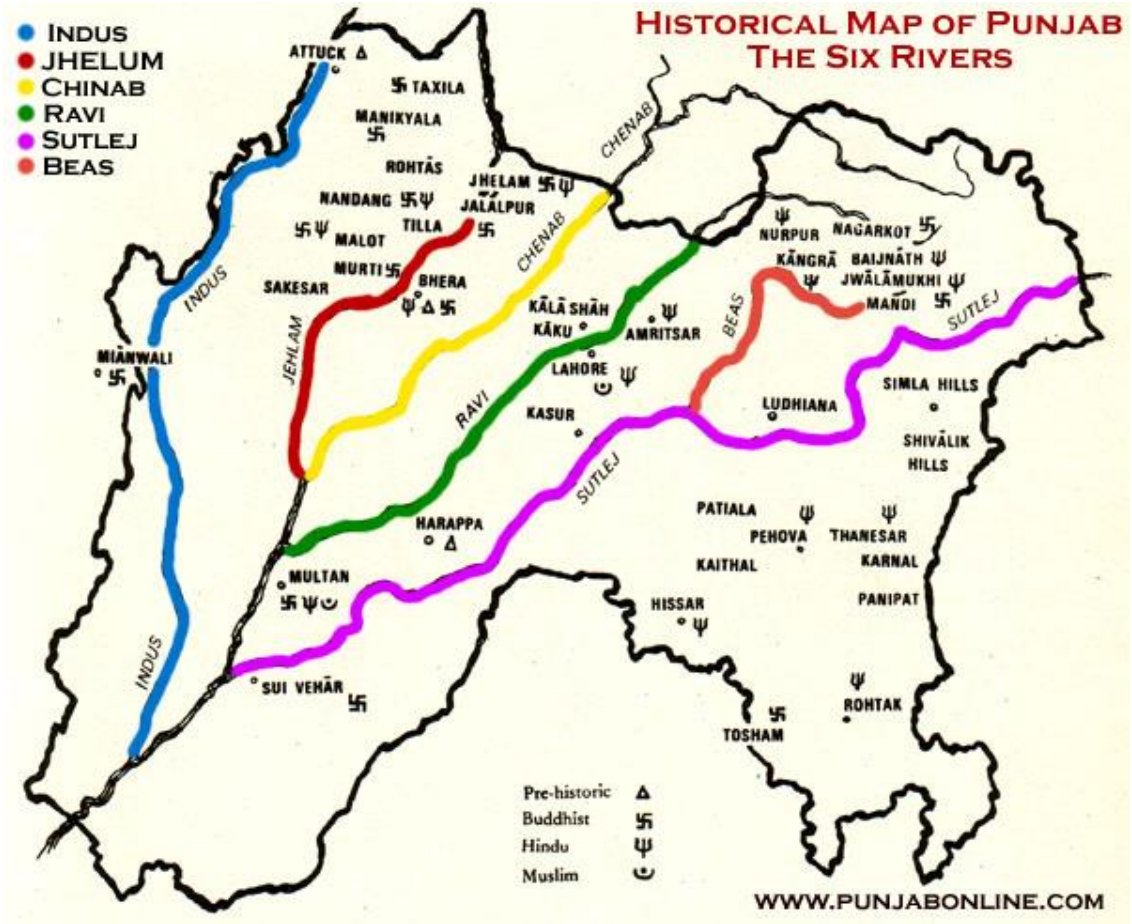 HISTORICAL MAP OF PUNJAB
THE SIX RIVERS
INDUS
JHELUM
CHINAB
RAVI
SUTLEJ
BEAS
ATTUCK
TAXILA
MANIKYALA
ROHTĀS
JHELAM
NANDANG
JALĀLPUR
TILLA
MALOT
MURTI
BHERA
SAKESAR
INDUS
MIĀNWALI
JEHLAM
CHENAB
CHENAB
NURPUR
NAGARKOT
KĀNGRĀ
BAIJNĀTH
JWĀLĀMUKHI
MAÑDI
SUTLEJ
BEAS
KĀLĀ SHĀH
KĀKU
AMRITSAR
LAHORE
KASUR
RAVI
LUDHIANA
SIMLA HILLS
SHIVĀLIK
HILLS
SUTLEJ
HARAPPA
MULTAN
PATIALA
PEHOVA
THANESAR
KAITHAL
KARNAL
PANIPAT
HISSAR
INDUS
SUI VEHĀR
ROHTAK
TOSHAM
Pre-historic
Buddhist
Hindu
Muslim
WWW.PUNJABONLINE.COM